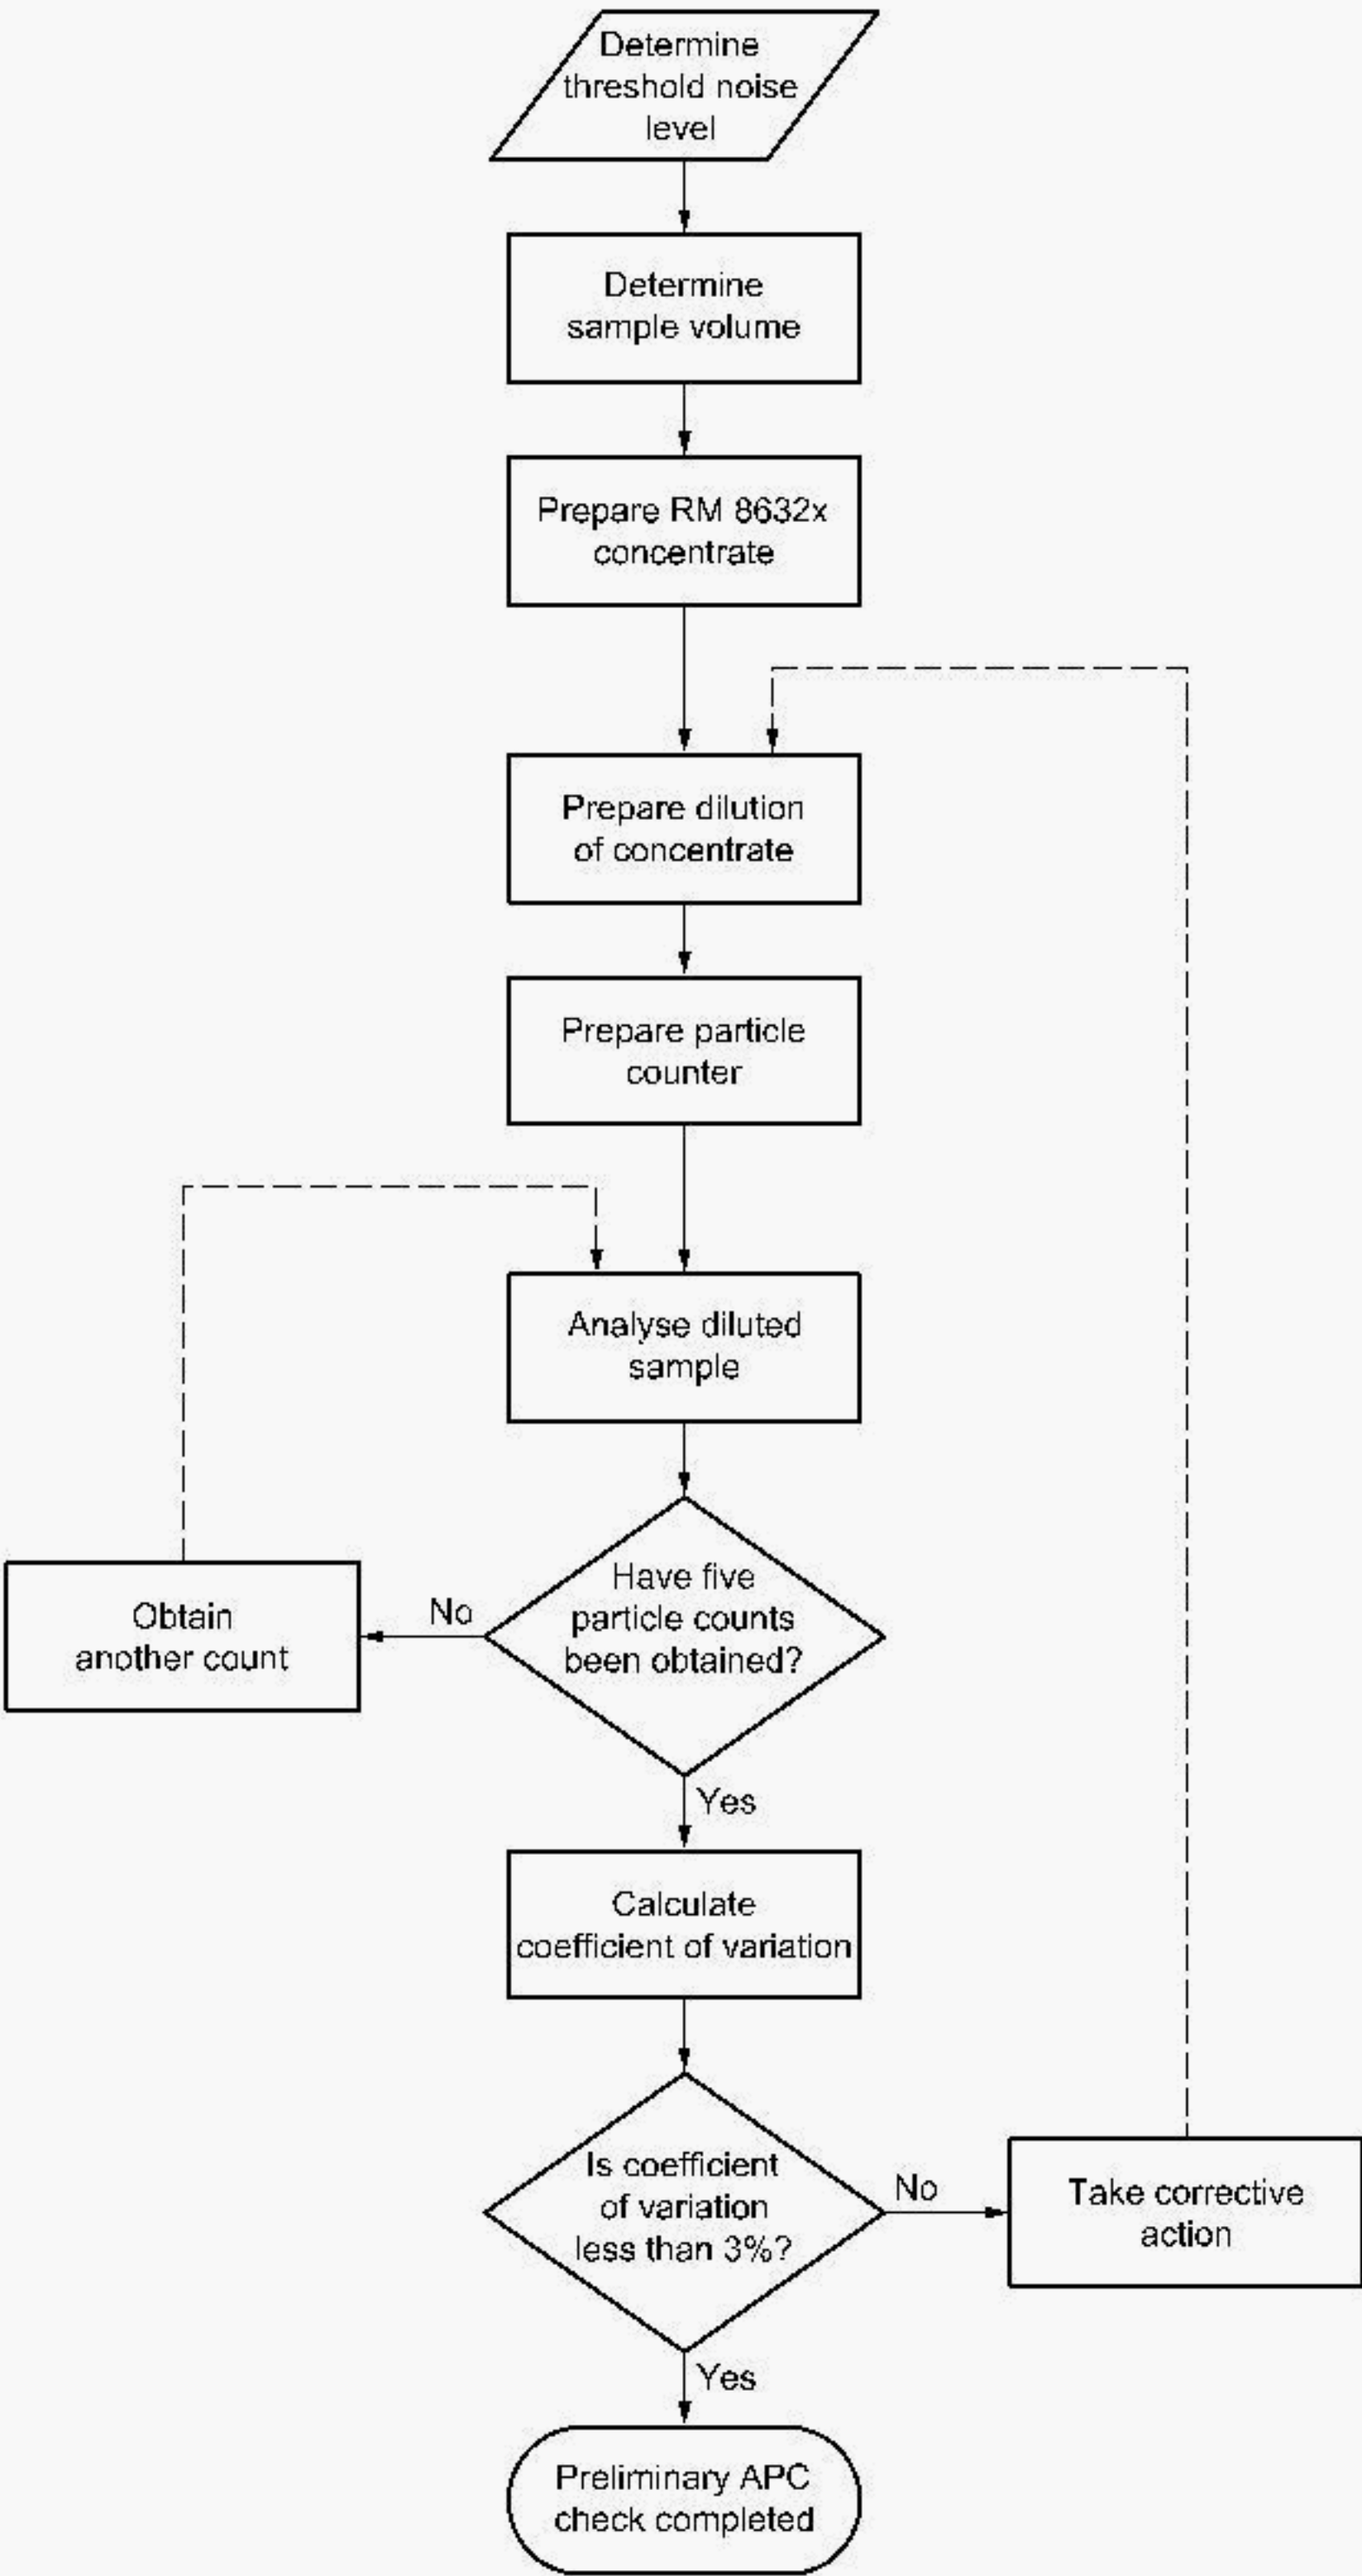 Determine
threshold noise
level
Determine
sample volume
Prepare RM 8632x
concentrate
Prepare dilution
of concentrate
Prepare particle
counter
Analyse diluted
sample
Have five
particle counts
been obtained?
No
Obtain
another count
Yes
Calculate
coefficient of variation
Is coefficient
of variation
less than 3%?
No
Take corrective
action
Yes
Preliminary APC
check completed